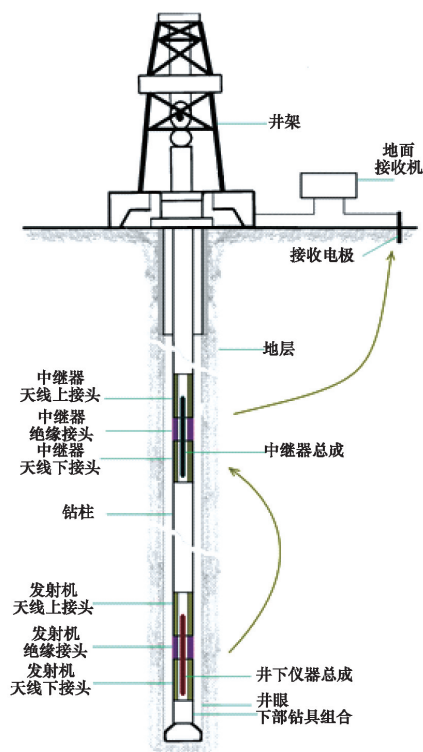 井架
地面
接收机
接收电极
地层
中继器
天线上接头
中继器
绝缘接头
中继器
天线下接头
中继器总成
钻柱
发射机
天线上接头
发射机
绝缘接头
发射机
天线下接头
井下仪器总成
井眼
下部钻具组合